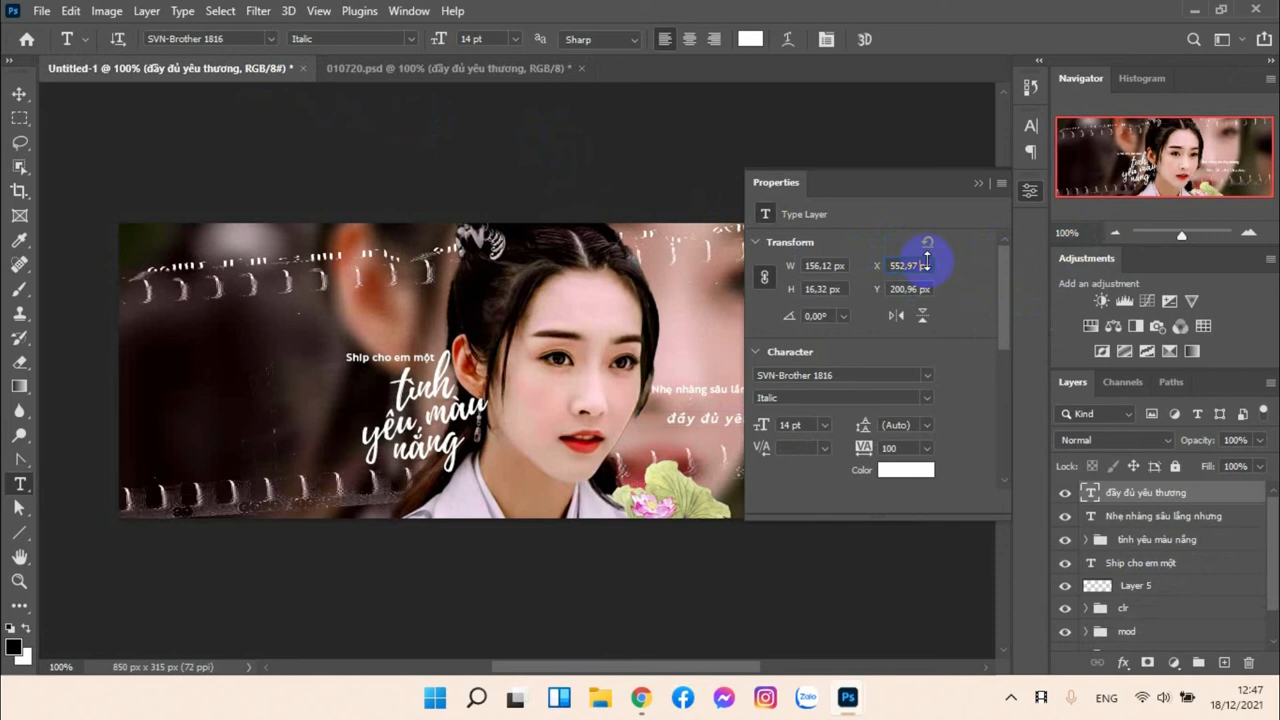 Ps File Edit Image Layer Type Select Filter 3D View Plugins Window Help
T SVN-Brother 1816 Italic 14 pt Sharp 3D
Untitled-1 @ 100% (đầy đủ yêu thương, RGB/8#) * 010720.psd @ 100% (đầy đủ yêu thương, RGB/8) *
Navigator Histogram
100%
Properties
Type Layer
Transform
W 156,12 px X 552,97 px
H 16,32 px Y 200,96 px
0,00°
Character
SVN-Brother 1816
Italic
14 pt (Auto)
100
Color
Ship cho em một
tình
yêu màu
nắng
Nhẹ nhàng sâu lắn
đầy đủ yê
Adjustments
Add an adjustment
Layers Channels Paths
Kind
Normal Opacity: 100%
Lock: Fill: 100%
đầy đủ yêu thương
Nhẹ nhàng sâu lắng nhưng
tình yêu màu nắng
Ship cho em một
Layer 5
clr
mod
100% 850 px x 315 px (72 ppi)
Zalo Ps
ENG
12:47
18/12/2021